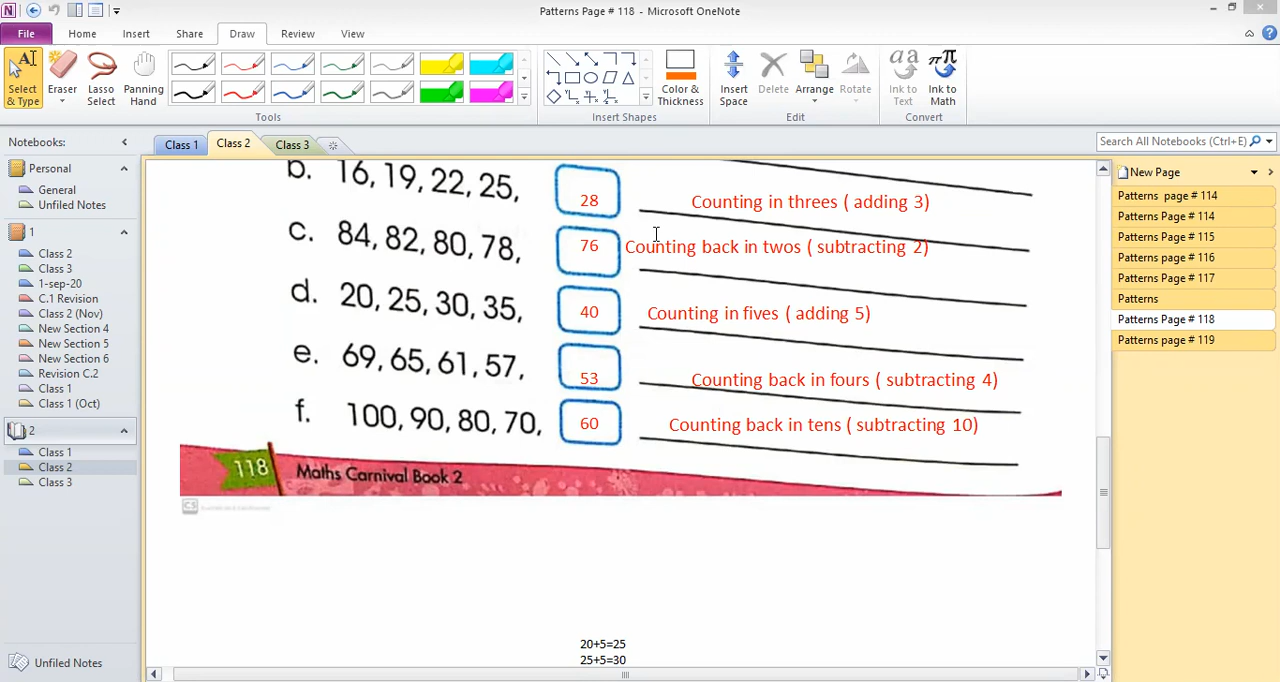 Patterns Page # 118 - Microsoft OneNote
File Home Insert Share Draw Review View
Select & Type
Eraser
Lasso Select
Panning Hand
Color & Thickness
Insert Space
Delete
Arrange
Rotate
Ink to Text
Ink to Math
Tools
Insert Shapes
Edit
Convert
Notebooks:
Class 1 Class 2 Class 3
Search All Notebooks (Ctrl+E)
Personal
General
Unfiled Notes
1
Class 2
Class 3
1-sep-20
C.1 Revision
Class 2 (Nov)
New Section 4
New Section 5
New Section 6
Revision C.2
Class 1
Class 1 (Oct)
2
Class 1
Class 2
Class 3
Unfiled Notes
b. 16, 19, 22, 25, 28 Counting in threes ( adding 3)
c. 84, 82, 80, 78, 76 Counting back in twos ( subtracting 2)
d. 20, 25, 30, 35, 40 Counting in fives ( adding 5)
e. 69, 65, 61, 57, 53 Counting back in fours ( subtracting 4)
f. 100, 90, 80, 70, 60 Counting back in tens ( subtracting 10)
118 Maths Carnival Book 2
CS
20+5=25
25+5=30
New Page
Patterns page # 114
Patterns Page # 114
Patterns Page # 115
Patterns Page # 116
Patterns Page # 117
Patterns
Patterns Page # 118
Patterns page # 119